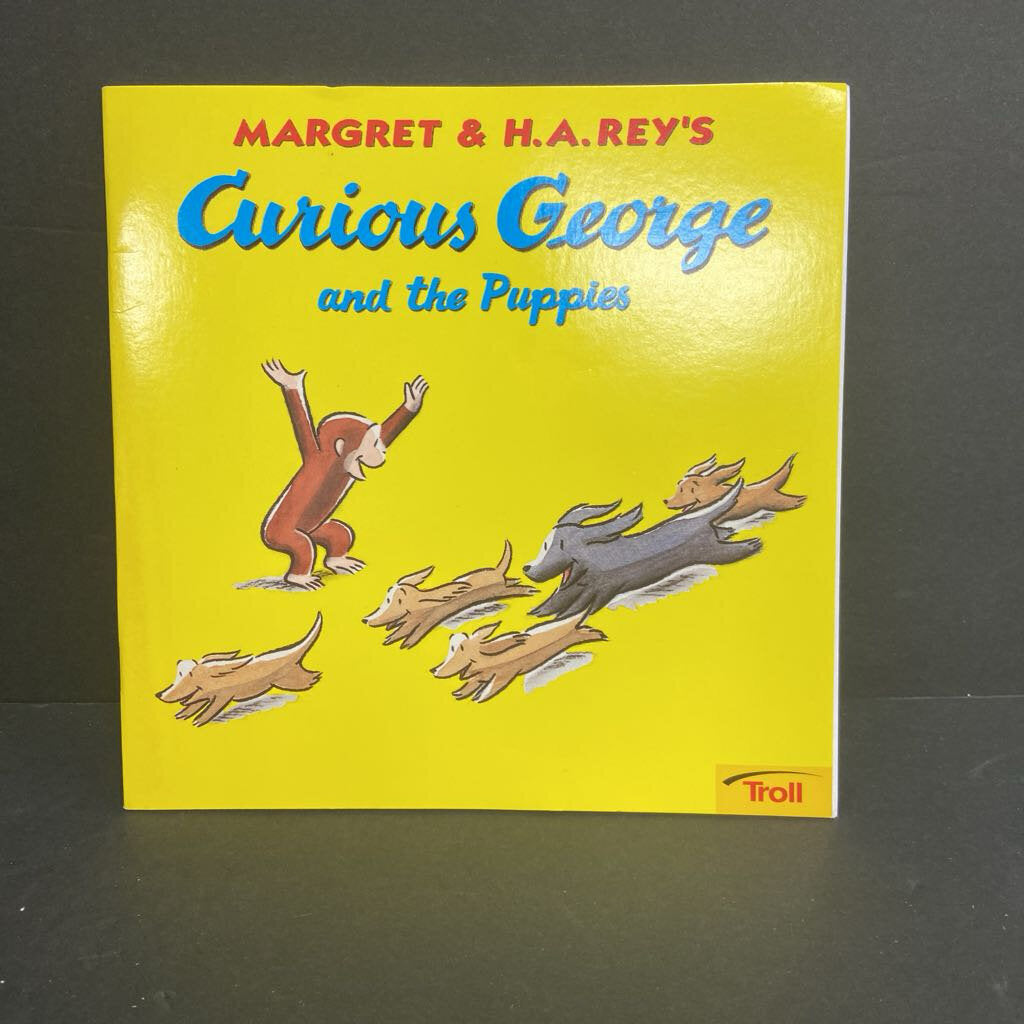 MARGRET & H.A.REY'S
Curious George
and the Puppies
Troll